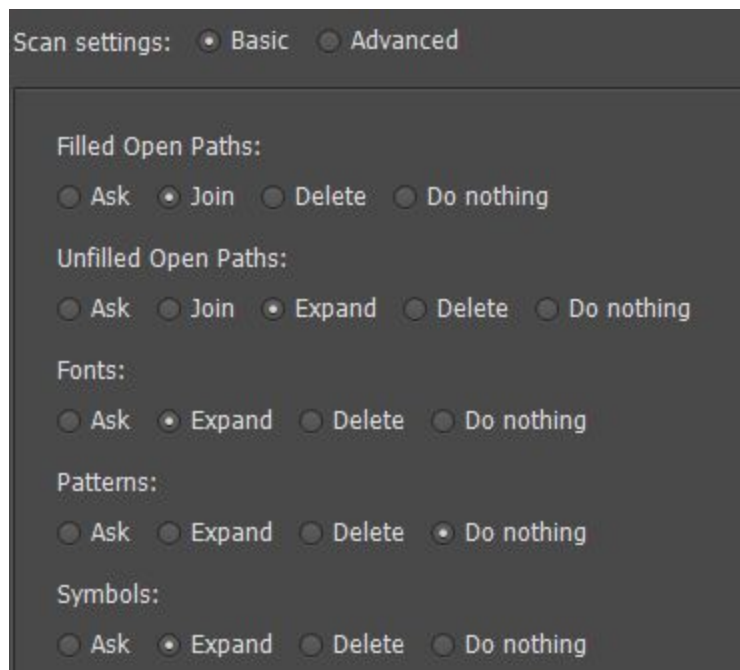 Scan settings: Basic Advanced
Filled Open Paths:
Ask Join Delete Do nothing
Unfilled Open Paths:
Ask Join Expand Delete Do nothing
Fonts:
Ask Expand Delete Do nothing
Patterns:
Ask Expand Delete Do nothing
Symbols:
Ask Expand Delete Do nothing